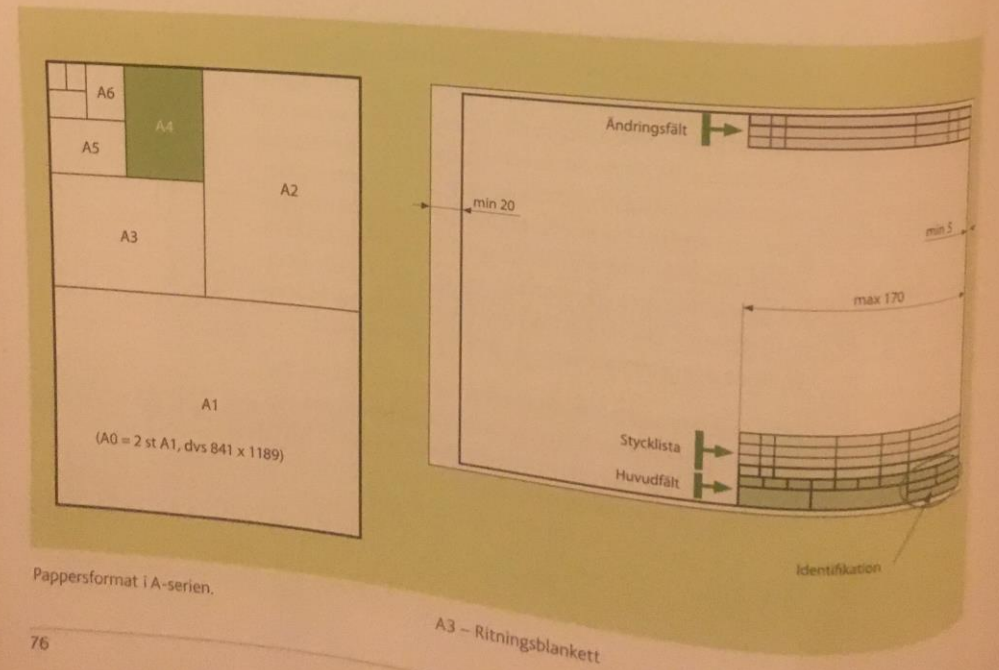 A6
A4
A5
A2
A3
A1
(A0 = 2 st A1, dvs 841 x 1189)
Pappersformat i A-serien.
76
Ändringsfält
min 20
min 5
max 170
Stycklista
Huvudfält
Identifikation
A3 – Ritningsblankett